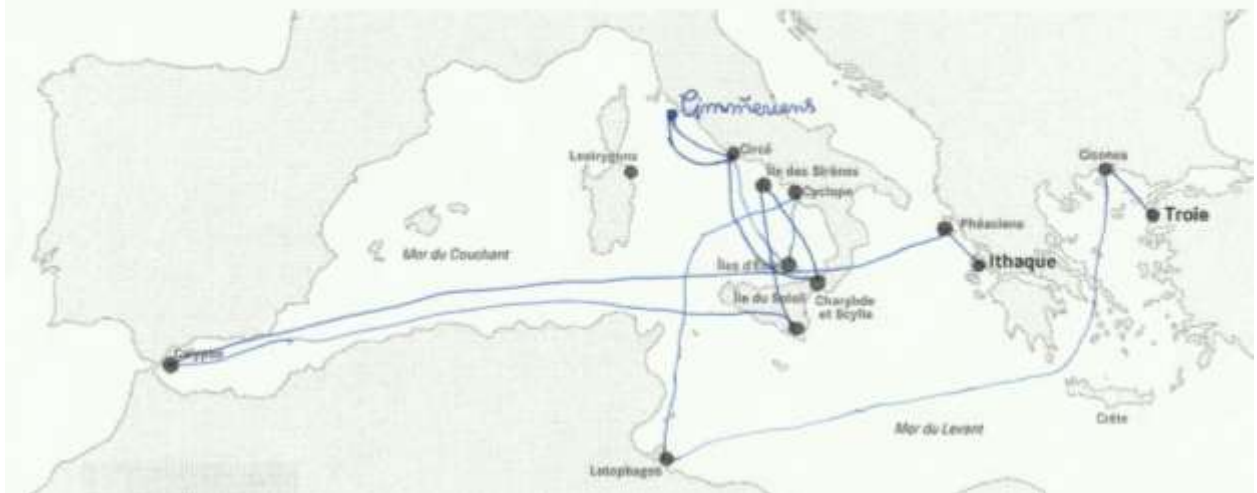 Cimmeriens
Circé
Lestrygons
Île des Sirènes
Cyclope
Cicones
Troie
Phéaciens
Ithaque
Mer du Couchant
Île du Soleil
Charybde
et Scylla
Calypso
Crète
Mer du Levant
Lotophages